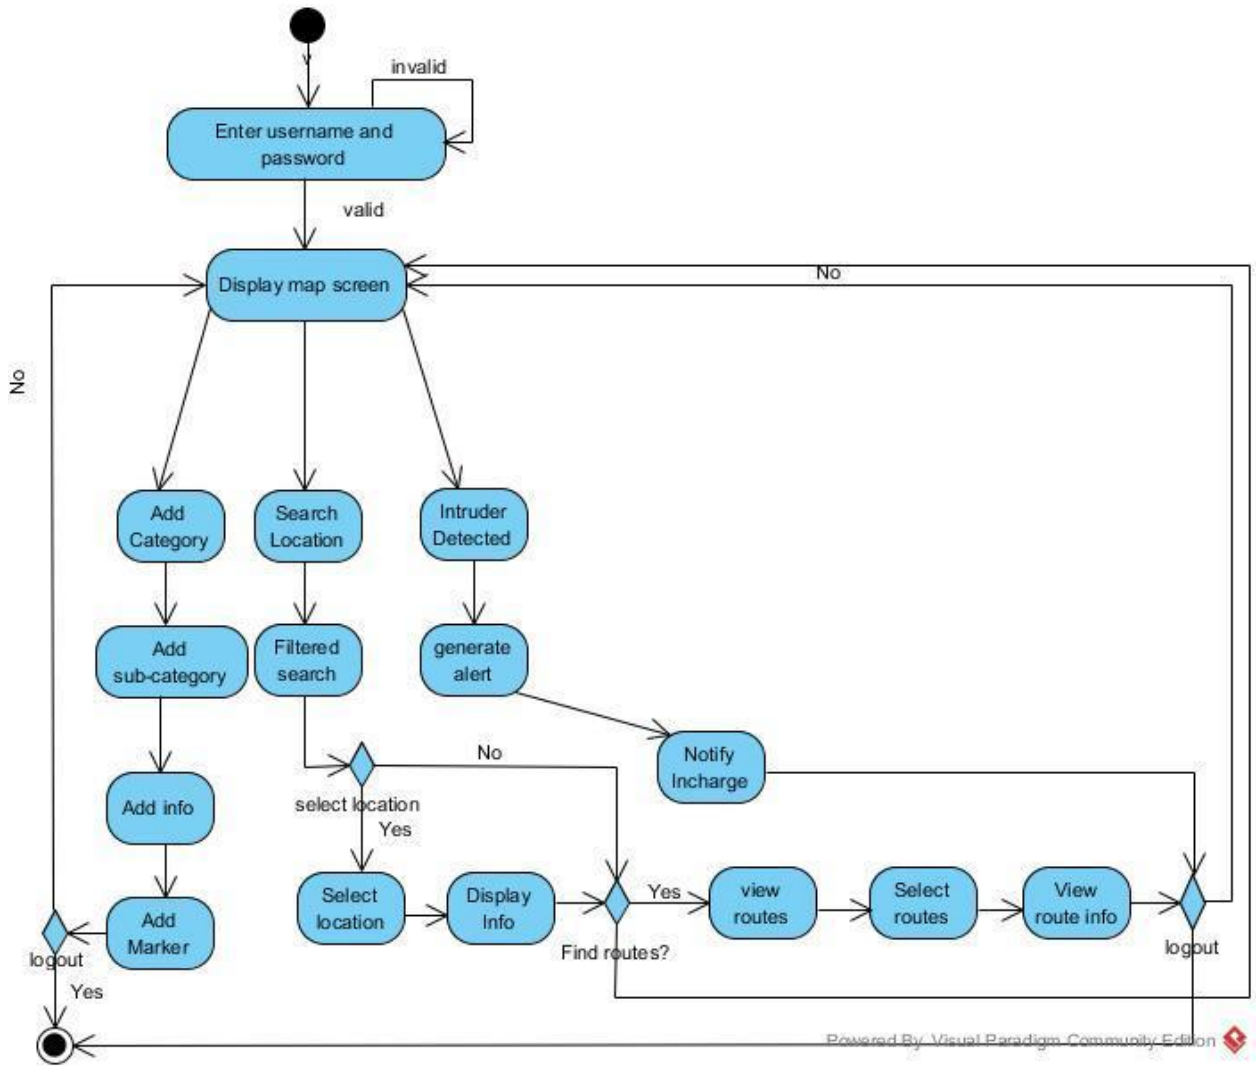 v
invalid
Enter username and
password
valid
Display map screen
No
No
Add
Category
Search
Location
Intruder
Detected
Add
sub-category
Filtered
search
generate
alert
No
Notify
Incharge
select location
Yes
Add info
Select
location
Display
Info
Yes
view
routes
Select
routes
View
route info
Add
Marker
Find routes?
logout
logout
Yes
Powered By Visual Paradigm Community Edition